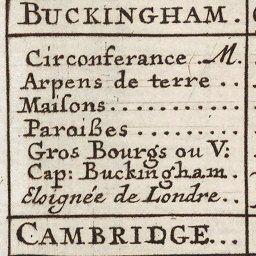 BUCKINGHAM.
Circonferance .M.
Arpens de terre . .
Maisons . . . . . . . . . .
Paroißes . . . . . . . .
Gros Bourgs ou V:
Cap: Buckingham . .
Eloignée de Londre . .
CAMBRIDGE. . .